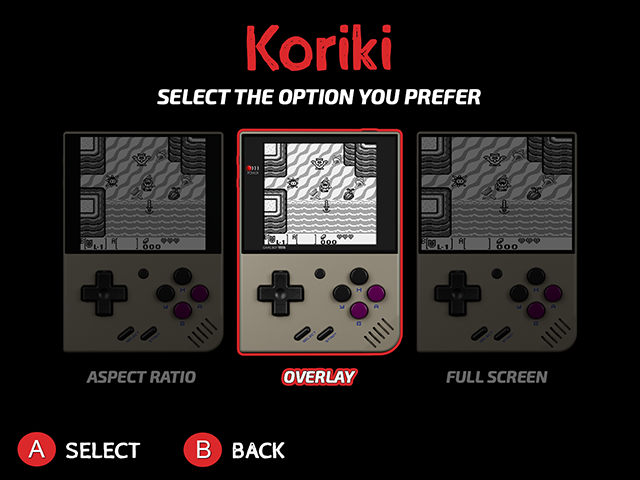 Koriki
SELECT THE OPTION YOU PREFER
ASPECT RATIO
OVERLAY
FULL SCREEN
A SELECT
B BACK